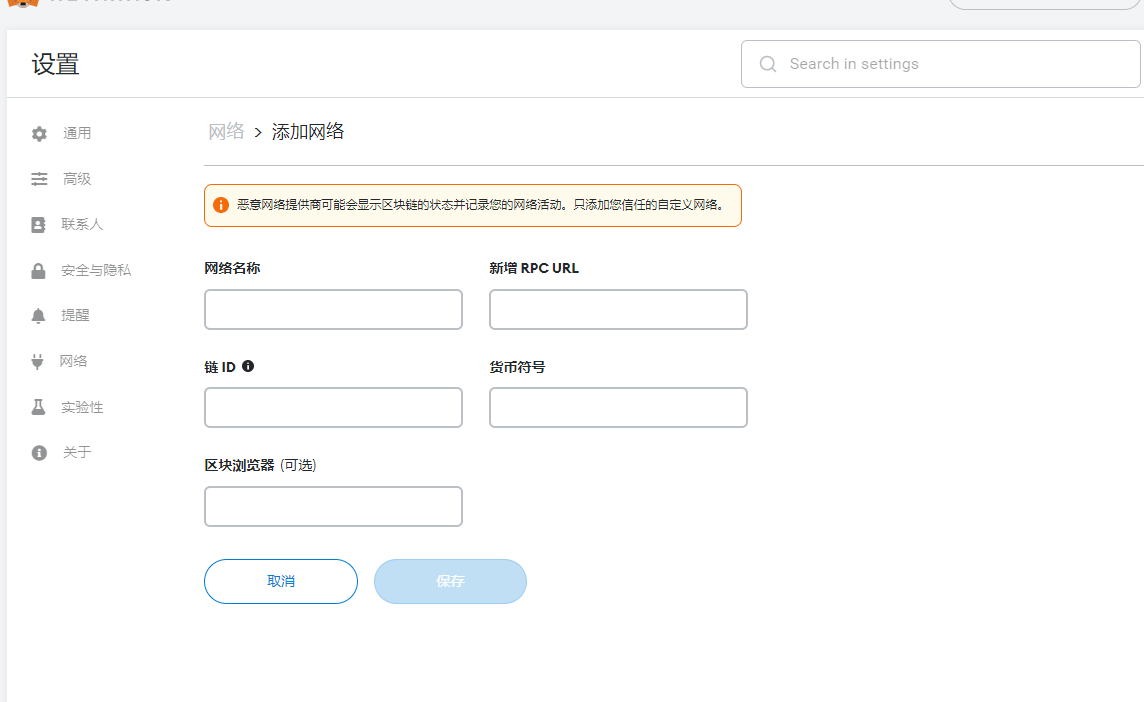 设置
Search in settings
通用
高级
联系人
安全与隐私
提醒
网络
实验性
关于
网络 > 添加网络
恶意网络提供商可能会显示区块链的状态并记录您的网络活动。只添加您信任的自定义网络。
网络名称
新增 RPC URL
链 ID
货币符号
区块浏览器 (可选)
取消
保存